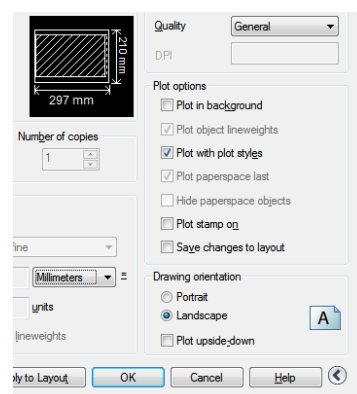 Quality General
DPI
210 mm
297 mm
Plot options
Plot in background
Number of copies
Plot object lineweights
1
Plot with plot styles
Plot paperspace last
Hide paperspace objects
Plot stamp on
Save changes to layout
Millimeters =
Drawing orientation
Portrait
units
Landscape
A
lineweights
Plot upside-down
to Layout OK Cancel Help